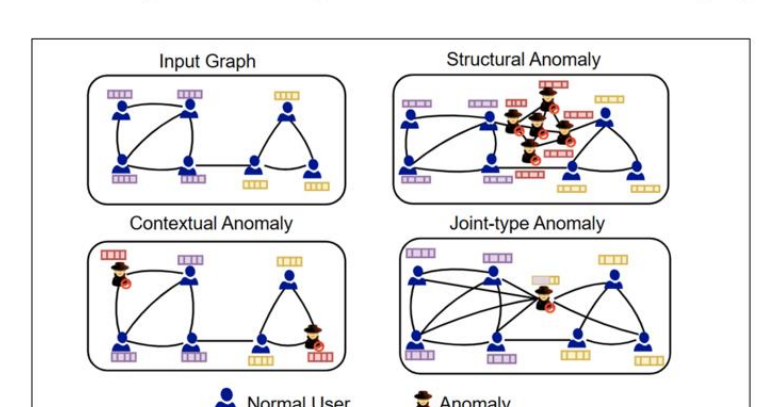 Input Graph
Structural Anomaly
Contextual Anomaly
Joint-type Anomaly
Normal User
Anomaly